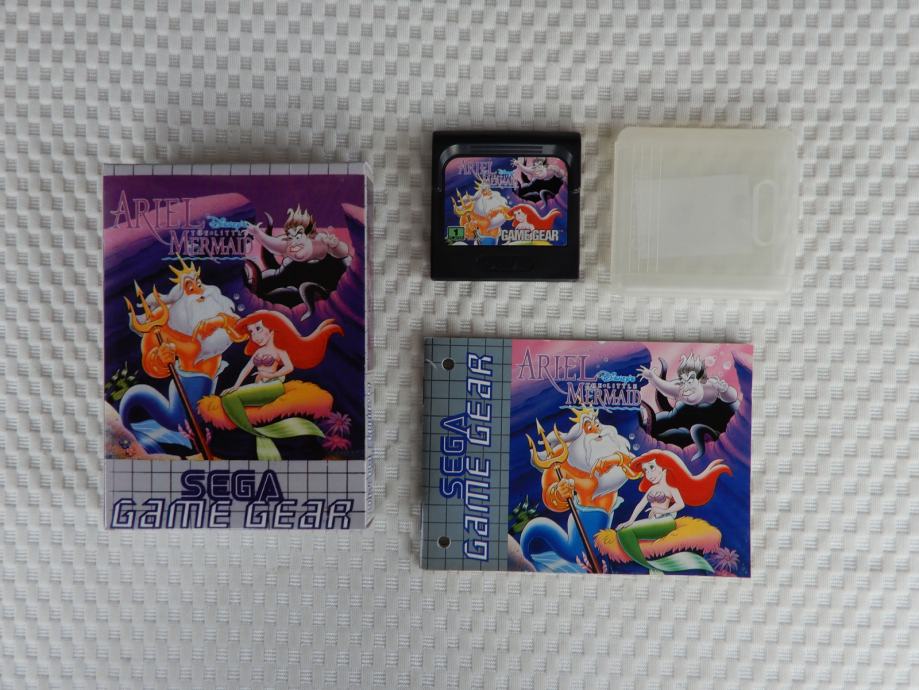 ARIEL
Disney's
THE LITTLE
MERMAID
SEGA
GAME GEAR
ARIEL
Disney's
THE LITTLE
MERMAID
GAME GEAR
SEGA
GAME GEAR
ARIEL
Disney's
THE LITTLE
MERMAID